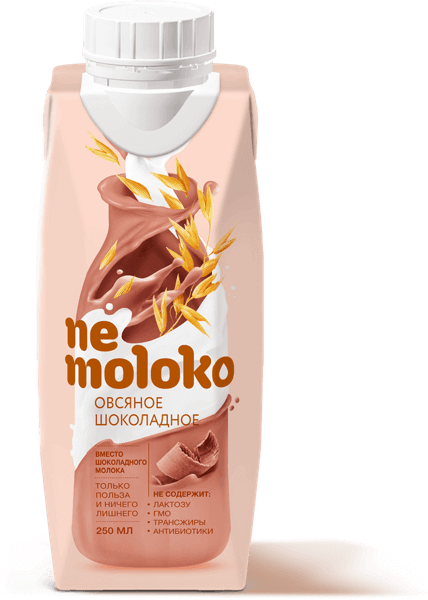 ne
moloko
ОВСЯНОЕ
ШОКОЛАДНОЕ
ВМЕСТО
ШОКОЛАДНОГО
МОЛОКА
ТОЛЬКО
ПОЛЬЗА
И НИЧЕГО
ЛИШНЕГО
250 МЛ
НЕ СОДЕРЖИТ:
• ЛАКТОЗУ
• ГМО
• ТРАНСЖИРЫ
• АНТИБИОТИКИ